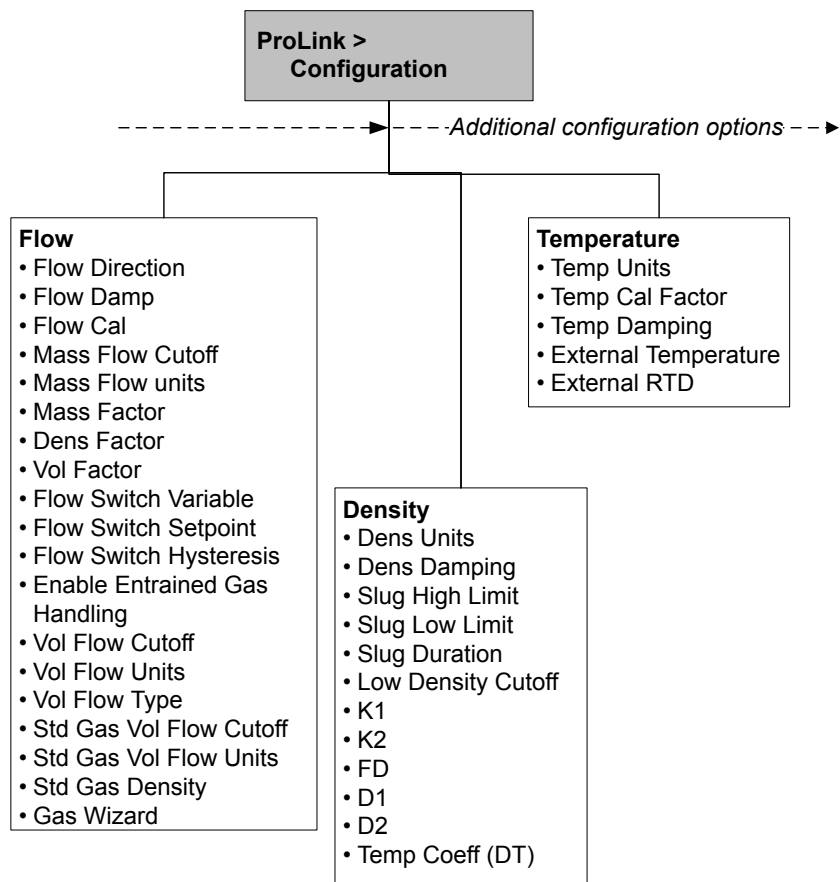 ProLink >
Configuration
Additional configuration options
Flow
• Flow Direction
• Flow Damp
• Flow Cal
• Mass Flow Cutoff
• Mass Flow units
• Mass Factor
• Dens Factor
• Vol Factor
• Flow Switch Variable
• Flow Switch Setpoint
• Flow Switch Hysteresis
• Enable Entrained Gas
Handling
• Vol Flow Cutoff
• Vol Flow Units
• Vol Flow Type
• Std Gas Vol Flow Cutoff
• Std Gas Vol Flow Units
• Std Gas Density
• Gas Wizard
Density
• Dens Units
• Dens Damping
• Slug High Limit
• Slug Low Limit
• Slug Duration
• Low Density Cutoff
• K1
• K2
• FD
• D1
• D2
• Temp Coeff (DT)
Temperature
• Temp Units
• Temp Cal Factor
• Temp Damping
• External Temperature
• External RTD